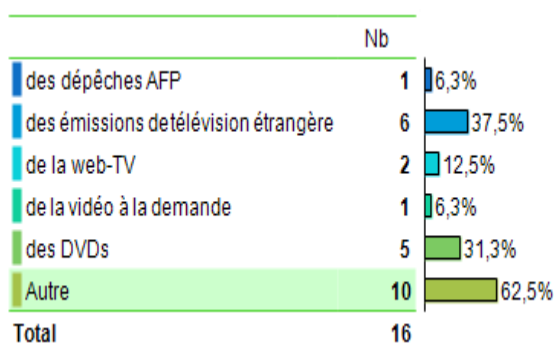 Nb
des dépêches AFP 1 6,3%
des émissions detélévision étrangère 6 37,5%
de la web-TV 2 12,5%
de la vidéo à la demande 1 6,3%
des DVDs 5 31,3%
Autre 10 62,5%
Total 16